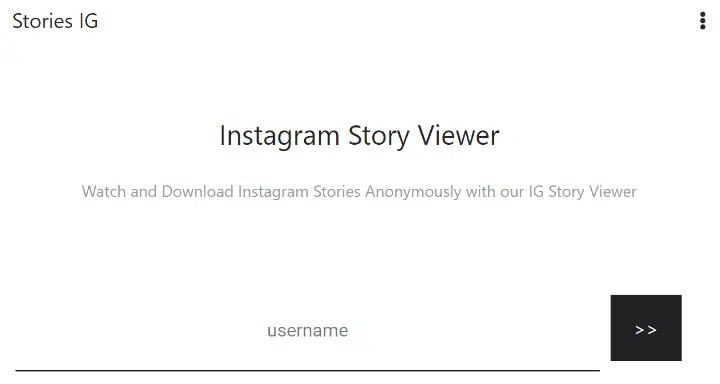 Stories IG
Instagram Story Viewer
Watch and Download Instagram Stories Anonymously with our IG Story Viewer
username
>>